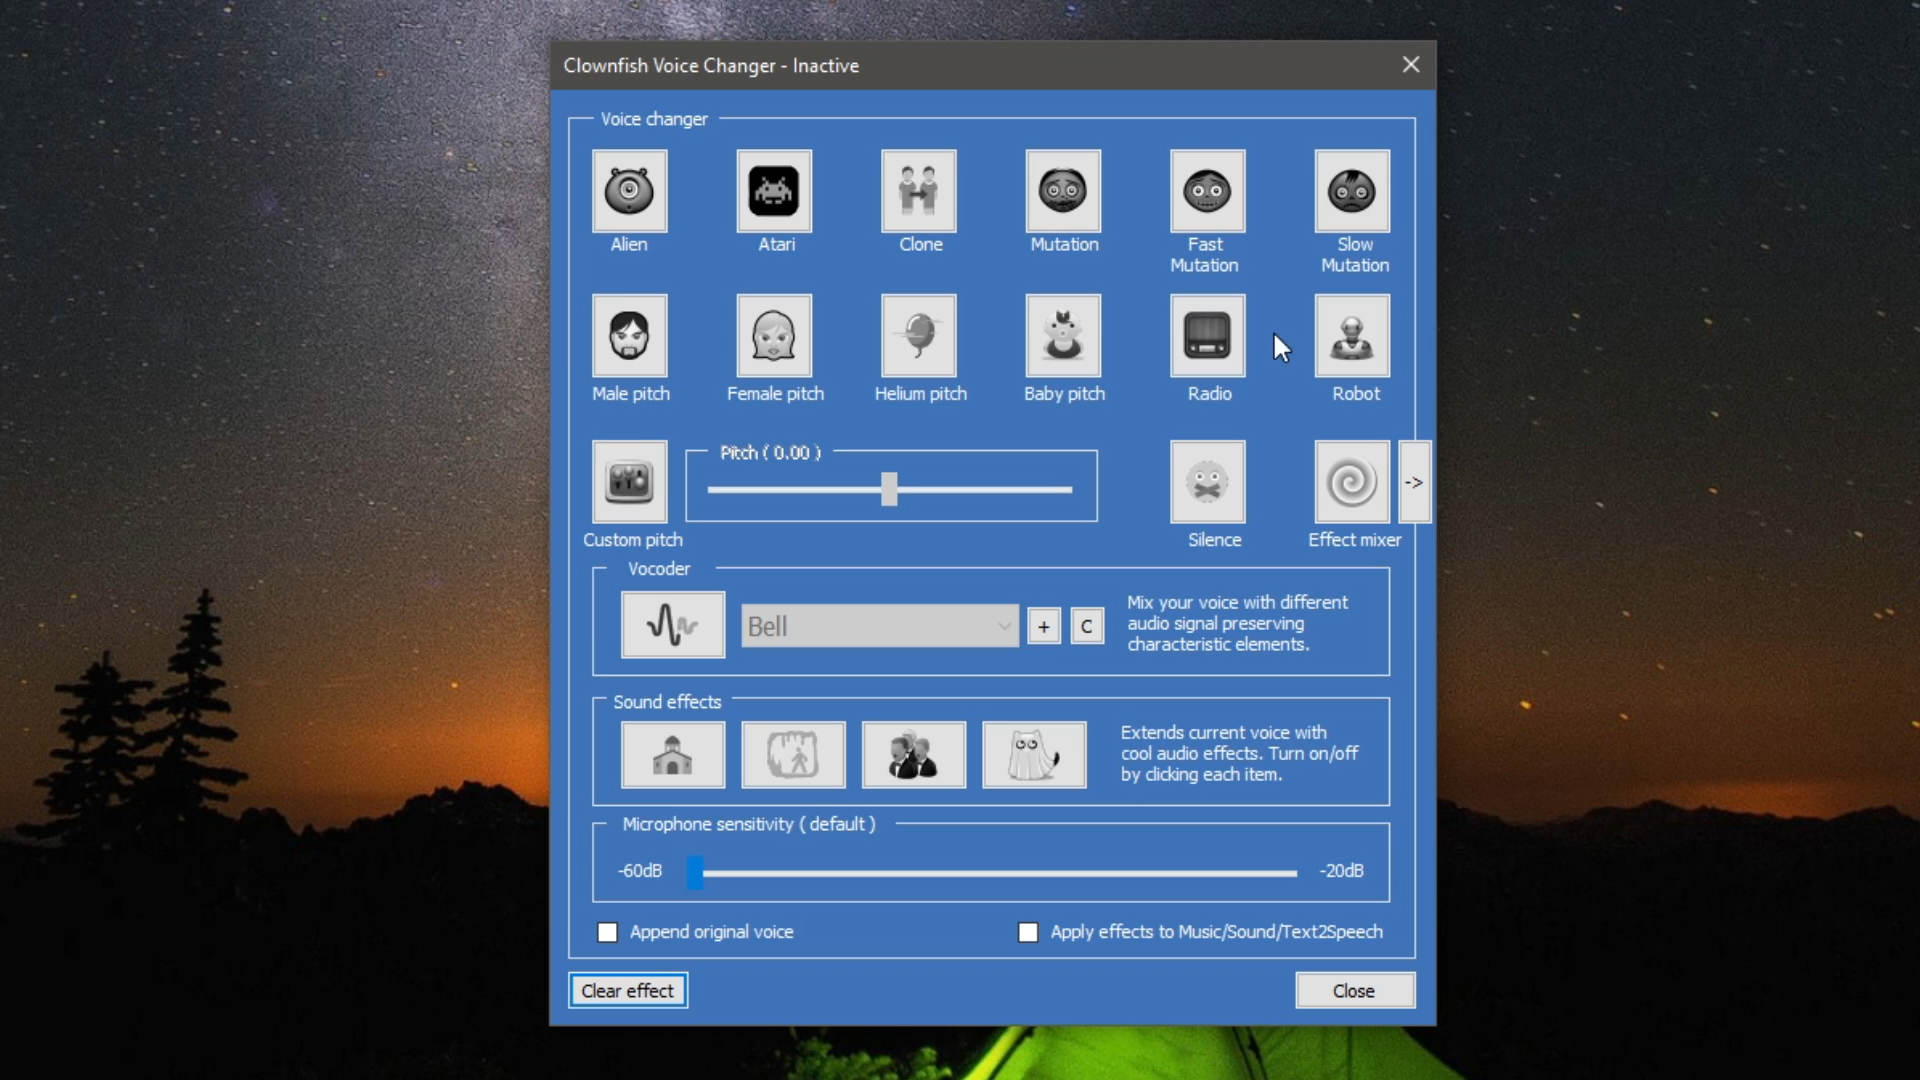 Clownfish Voice Changer - Inactive
Voice changer
Alien
Atari
Clone
Mutation
Fast
Mutation
Slow
Mutation
Male pitch
Female pitch
Helium pitch
Baby pitch
Radio
Robot
Pitch ( 0.00 )
->
Custom pitch
Silence
Effect mixer
Vocoder
Bell
+
C
Mix your voice with different
audio signal preserving
characteristic elements.
Sound effects
Extends current voice with
cool audio effects. Turn on/off
by clicking each item.
Microphone sensitivity ( default )
-60dB
-20dB
Append original voice
Apply effects to Music/Sound/Text2Speech
Clear effect
Close